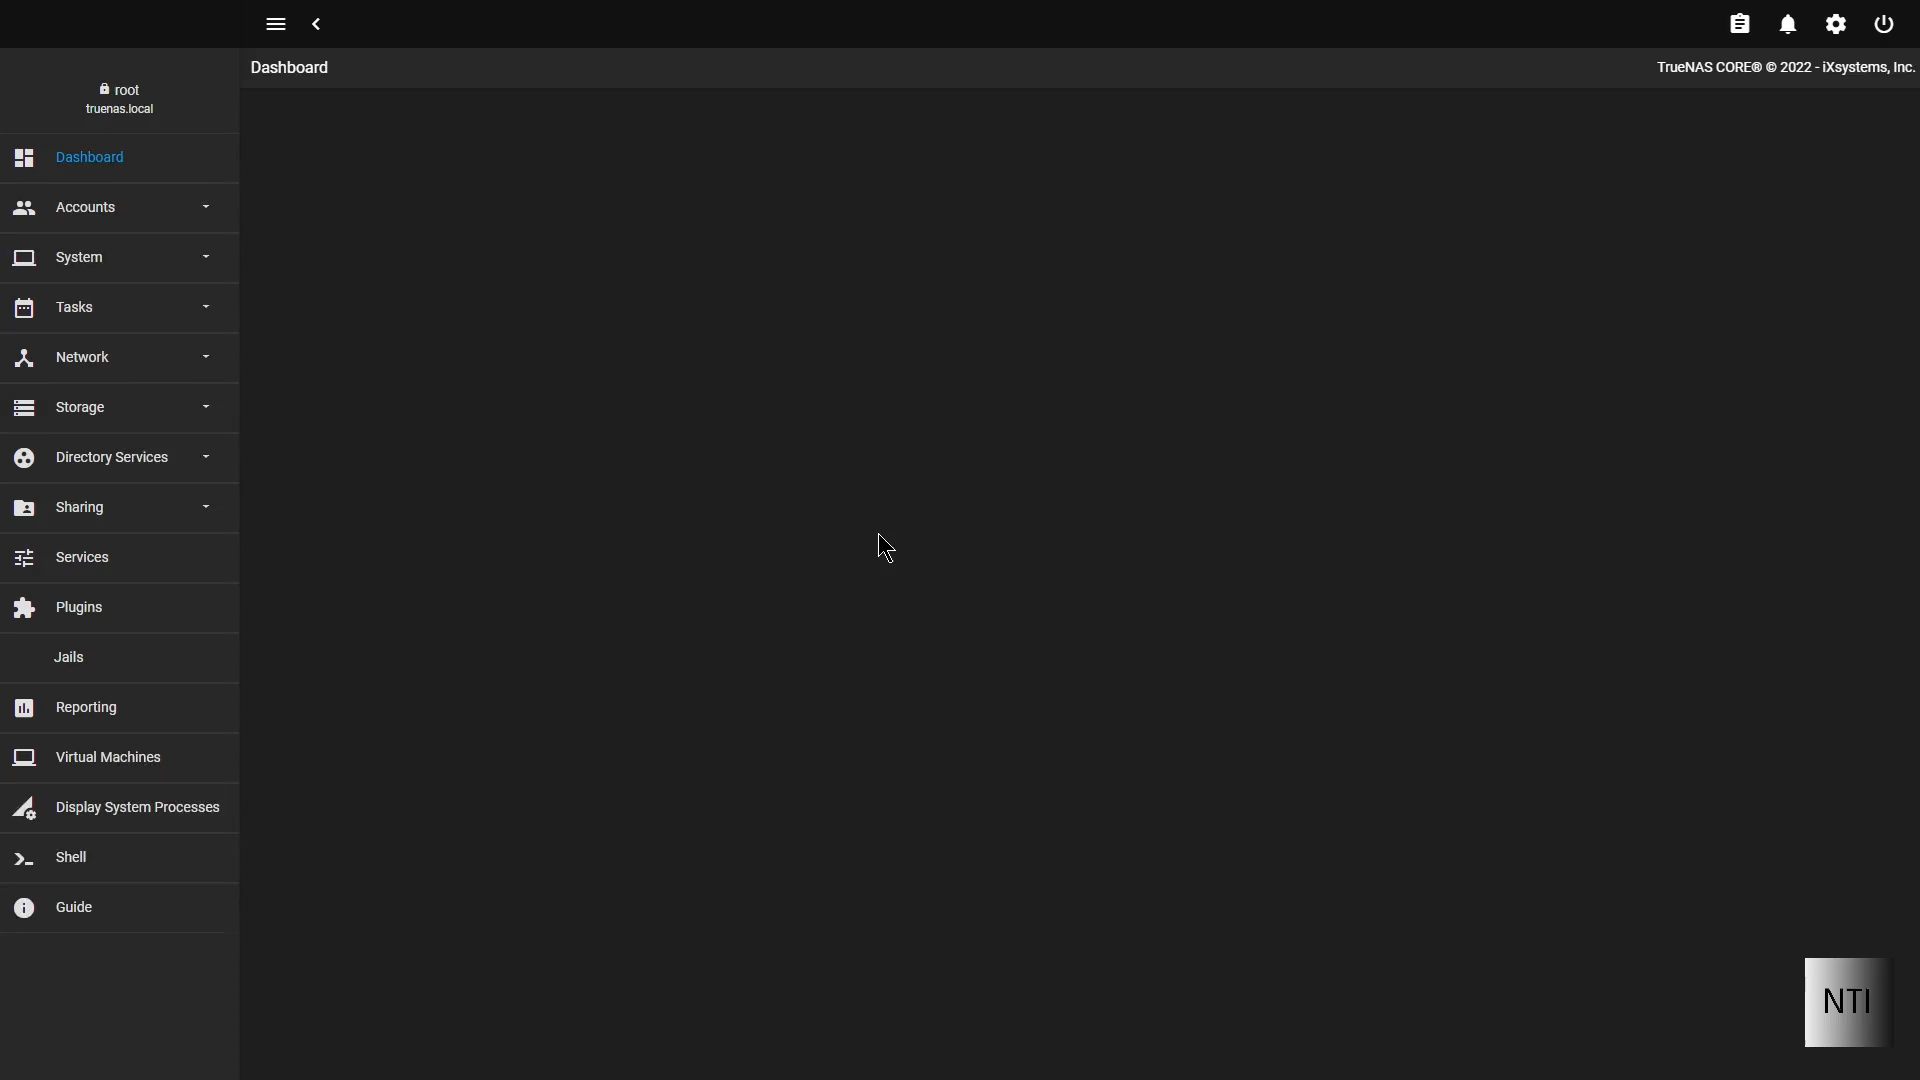 Dashboard
TrueNAS CORE® © 2022 - iXsystems, Inc.
root
truenas.local
Dashboard
Accounts
System
Tasks
Network
Storage
Directory Services
Sharing
Services
Plugins
Jails
Reporting
Virtual Machines
Display System Processes
Shell
Guide
NTI